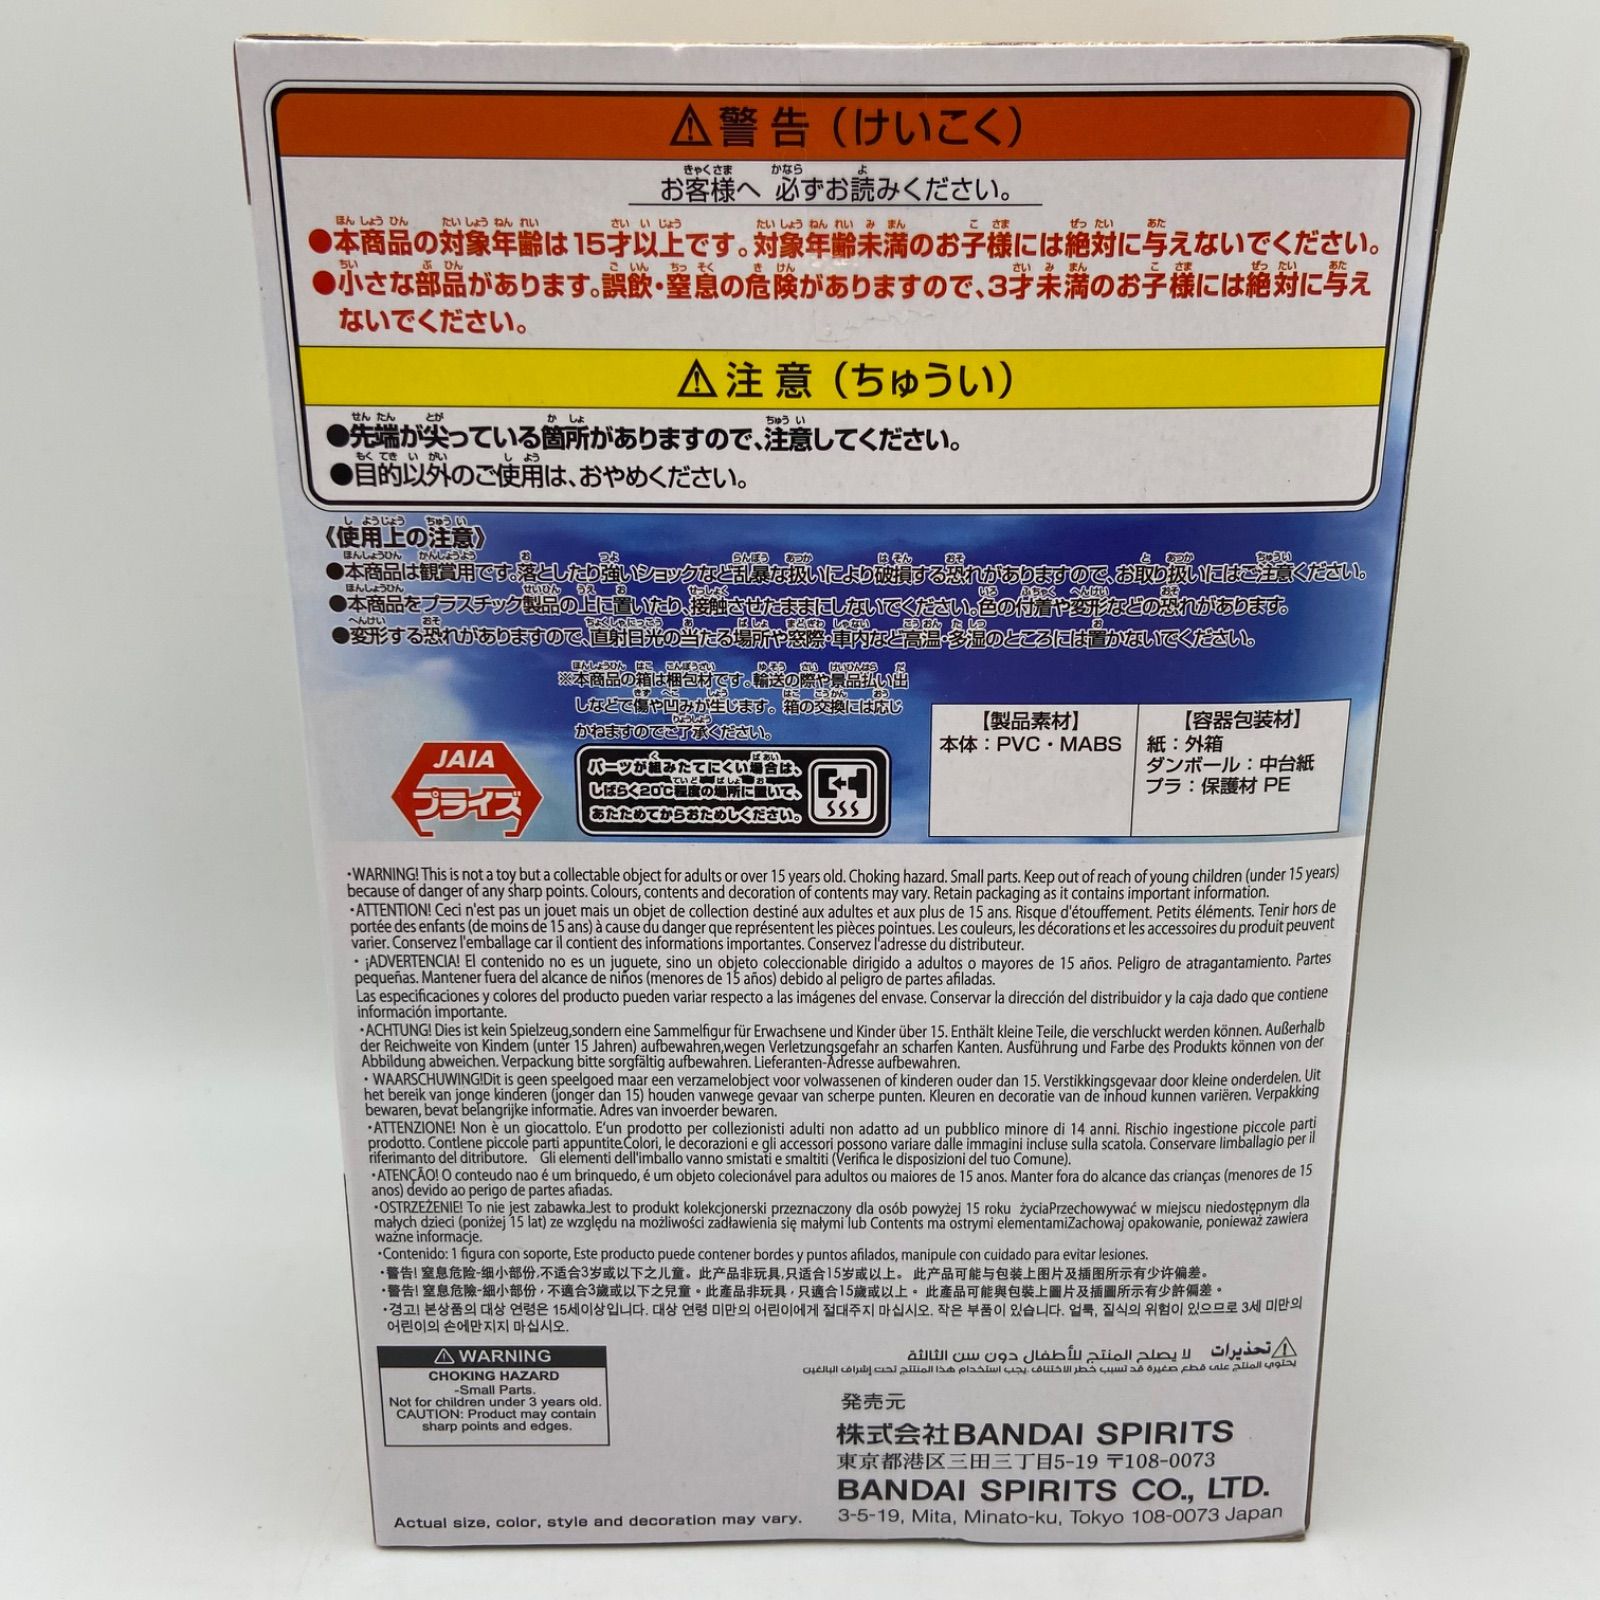 ⚠警告（けいこく）
お客様へ 必ずお読みください。
●本商品の対象年齢は15才以上です。対象年齢未満のお子様には絶対に与えないでください。
●小さな部品があります。誤飲・窒息の危険がありますので、3才未満のお子様には絶対に与え
ないでください。
⚠注意（ちゅうい）
●先端が尖っている箇所がありますので、注意してください。
●目的以外のご使用は、おやめください。
《使用上の注意》
●本商品は観賞用です。落としたり強いショックなど乱暴な扱いにより破損する恐れがありますので、お取り扱いにはご注意ください。
●本商品をプラスチック製品の上に置いたり、接触させたままにしないでください。色の付着や変形などの恐れがあります。
●変形する恐れがありますので、直射日光の当たる場所や窓際・車内など高温・多湿のところには置かないでください。
※本商品の箱は梱包材です。輸送の際や景品払い出
しなどで傷や凹みが生じます。箱の交換には応じ
かねますのでご了承ください。
JAIA
プライズ
パーツが組みたてにくい場合は、
しばらく20℃程度の場所に置いて、
あたためてからおためしください。
【製品素材】
本体：PVC・MABS
【容器包装材】
紙：外箱
ダンボール：中台紙
プラ：保護材 PE
・WARNING! This is not a toy but a collectable object for adults or over 15 years old. Choking hazard. Small parts. Keep out of reach of young children (under 15 years)
because of danger of any sharp points. Colours, contents and decoration of contents may vary. Retain packaging as it contains important information.
・ATTENTION! Ceci n'est pas un jouet mais un objet de collection destiné aux adultes et aux plus de 15 ans. Risque d'étouffement. Petits éléments. Tenir hors de
portée des enfants (de moins de 15 ans) à cause du danger que représentent les pièces pointues. Les couleurs, les décorations et les accessoires du produit peuvent
varier. Conservez l'emballage car il contient des informations importantes. Conservez l'adresse du distributeur.
・¡ADVERTENCIA! El contenido no es un juguete, sino un objeto coleccionable dirigido a adultos o mayores de 15 años. Peligro de atragantamiento. Partes
pequeñas. Mantener fuera del alcance de niños (menores de 15 años) debido al peligro de partes afiladas.
Las especificaciones y colores del producto pueden variar respecto a las imágenes del envase. Conservar la dirección del distribuidor y la caja dado que contiene
información importante.
・ACHTUNG! Dies ist kein Spielzeug,sondern eine Sammelfigur für Erwachsene und Kinder über 15. Enthält kleine Teile, die verschluckt werden können. Außerhalb
der Reichweite von Kindem (unter 15 Jahren) aufbewahren,wegen Verletzungsgefahr an scharfen Kanten. Ausführung und Farbe des Produkts können von der
Abbildung abweichen. Verpackung bitte sorgfältig aufbewahren. Lieferanten-Adresse aufbewahren.
・WAARSCHUWING!Dit is geen speelgoed maar een verzamelobject voor volwassenen of kinderen ouder dan 15. Verstikkingsgevaar door kleine onderdelen. Uit
het bereik van jonge kinderen (jonger dan 15) houden vanwege gevaar van scherpe punten. Kleuren en decoratie van de inhoud kunnen variëren. Verpakking
bewaren, bevat belangrijke informatie. Adres van invoerder bewaren.
・ATTENZIONE! Non è un giocattolo. E'un prodotto per collezionisti adulti non adatto ad un pubblico minore di 14 anni. Rischio ingestione piccole parti
prodotto. Contlene piccole parti appuntite.Colori, le decorazioni e gli accessori possono variare dalle immagini incluse sulla scatola. Conservare limballagio per il
riferimanto del ditributore. Gli elementi dell'imballo vanno smistati e smaltiti (Verifica le disposizioni del tuo Comune).
・ATENÇÃO! O conteudo nao é um brinquedo, é um objeto colecionável para adultos ou maiores de 15 anos. Manter fora do alcance das crianças (menores de 15
anos) devido ao perigo de partes afiadas.
・OSTRZEŻENIE! To nie jest zabawka.Jest to produkt kolekcjonerski przeznaczony dla osób powyżej 15 roku życiaPrzechowywać w miejscu niedostępnym dla
małych dzieci (poniżej 15 lat) ze względu na możliwości zadławienia się małymi lub Contents ma ostrymi elementamiZachowaj opakowanie, ponieważ zawiera
ważne informacje.
・Contenido: 1 figura con soporte, Este producto puede contener bordes y puntos afilados, manipule con cuidado para evitar lesiones.
・警告! 窒息危险-细小部份,不适合3岁或以下之儿童。此产品非玩具,只适合15岁或以上。 此产品可能与包装上图片及插图所示有少许偏差。
・警告! 窒息危險-細小部份，不適合3歲或以下之兒童。此產品非玩具，只適合15歲或以上。此產品可能與包裝上圖片及插圖所示有少許偏差。
・경고! 본상품의 대상 연령은 15세이상입니다. 대상 연령 미만의 어린이에게 절대주지 마십시오. 작은 부품이 있습니다. 얼룩, 질식의 위험이 있으므로 3세 미만의
어린이의 손에만지지 마십시오.
⚠تحذيرات لا يصلح المنتج للأطفال دون سن الثالثة
يحتوي المنتج على قطع صغيرة قد تسبب خطر الاختناق. يجب استخدام هذا المنتج تحت إشراف البالغين
⚠ WARNING
CHOKING HAZARD
-Small Parts.
Not for children under 3 years old.
CAUTION: Product may contain
sharp points and edges.
発売元
株式会社BANDAI SPIRITS
東京都港区三田三丁目5-19 〒108-0073
BANDAI SPIRITS CO., LTD.
3-5-19, Mita, Minato-ku, Tokyo 108-0073 Japan
Actual size, color, style and decoration may vary.